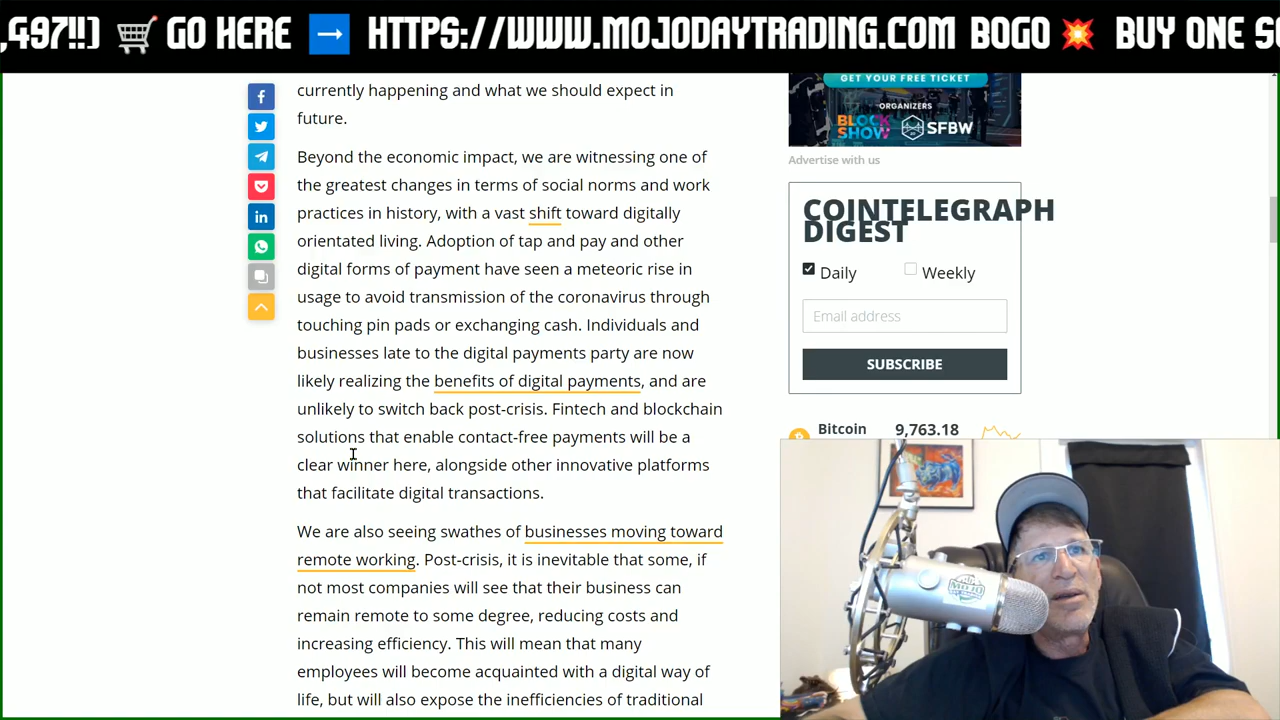 ,497!!) 🛒 GO HERE ➡ HTTPS://WWW.MOJODAYTRADING.COM BOGO 💥 BUY ONE
currently happening and what we should expect in
future.
Beyond the economic impact, we are witnessing one of
the greatest changes in terms of social norms and work
practices in history, with a vast shift toward digitally
orientated living. Adoption of tap and pay and other
digital forms of payment have seen a meteoric rise in
usage to avoid transmission of the coronavirus through
touching pin pads or exchanging cash. Individuals and
businesses late to the digital payments party are now
likely realizing the benefits of digital payments, and are
unlikely to switch back post-crisis. Fintech and blockchain
solutions that enable contact-free payments will be a
clear winner here, alongside other innovative platforms
that facilitate digital transactions.
We are also seeing swathes of businesses moving toward
remote working. Post-crisis, it is inevitable that some, if
not most companies will see that their business can
remain remote to some degree, reducing costs and
increasing efficiency. This will mean that many
employees will become acquainted with a digital way of
life, but will also expose the inefficiencies of traditional
GET YOUR FREE TICKET
ORGANIZERS
BLOCK SHOW SFBW
Advertise with us
COINTELEGRAPH
DIGEST
Daily Weekly
Email address
SUBSCRIBE
Bitcoin 9,763.18
MOJO